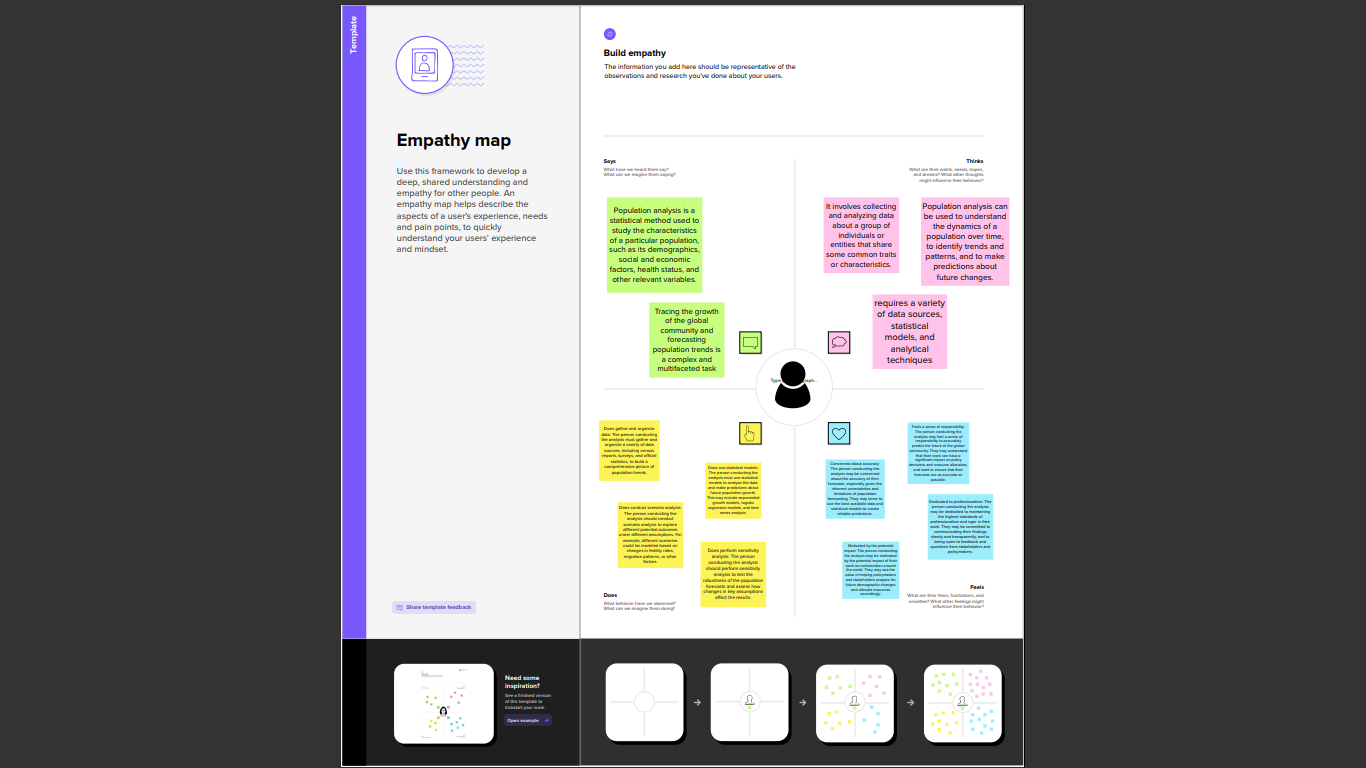 Template
Empathy map
Use this framework to develop a
deep, shared understanding and
empathy for other people. An
empathy map helps describe the
aspects of a user's experience, needs
and pain points, to quickly
understand your users' experience
and mindset.
Share template feedback
Build empathy
The information you add here should be representative of the
observations and research you've done about your users.
Says
What have we heard them say?
What can we imagine them saying?
Thinks
What are their wants, needs, hopes,
and dreams? What other thoughts
might influence their behavior?
Population analysis is a
statistical method used to
study the characteristics
of a particular population,
such as its demographics,
social and economic
factors, health status, and
other relevant variables.
Tracing the growth
of the global
community and
forecasting
population trends is
a complex and
multifaceted task
It involves collecting
and analyzing data
about a group of
individuals or
entities that share
some common traits
or characteristics.
Population analysis can
be used to understand
the dynamics of a
population over time,
to identify trends and
patterns, and to make
predictions about
future changes.
requires a variety
of data sources,
statistical
models, and
analytical
techniques
Does gather and organize
data: The person conducting
the analysis must gather and
organize a variety of data
sources, including census
reports, surveys, and official
statistics, to build a
comprehensive picture of
population trends.
Does use statistical models:
The person conducting the
analysis must use statistical
models to analyze the data
and make predictions about
future population growth.
This may include exponential
growth models, logistic
regression models, and time
series analysis.
Does conduct scenario analysis:
The person conducting the
analysis should conduct
scenario analysis to explore
different potential outcomes
under different assumptions. For
example, different scenarios
could be modeled based on
changes in fertility rates,
migration patterns, or other
factors.
Does perform sensitivity
analysis: The person
conducting the analysis
should perform sensitivity
analysis to test the
robustness of the population
forecasts and assess how
changes in key assumptions
affect the results.
Does
What behavior have we observed?
What can we imagine them doing?
Concerned about accuracy:
The person conducting the
analysis may be concerned
about the accuracy of their
forecasts, especially given the
inherent uncertainties and
limitations of population
forecasting. They may strive to
use the best available data and
statistical models to create
reliable predictions.
Feels a sense of responsibility:
The person conducting the
analysis may feel a sense of
responsibility to accurately
predict the future of the global
community. They may understand
that their work can have a
significant impact on policy
decisions and resource allocation,
and want to ensure that their
forecasts are as accurate as
possible.
Dedicated to professionalism: The
person conducting the analysis
may be dedicated to maintaining
the highest standards of
professionalism and rigor in their
work. They may be committed to
communicating their findings
clearly and transparently, and to
being open to feedback and
questions from stakeholders and
policymakers.
Motivated by the potential
impact: The person conducting
the analysis may be motivated
by the potential impact of their
work on communities around
the world. They may see the
value in helping policymakers
and stakeholders prepare for
future demographic changes
and allocate resources
accordingly.
Feels
What are their fears, frustrations, and
anxieties? What other feelings might
influence their behavior?
Need some
inspiration?
See a finished version
of this template to
kickstart your work.
Open example